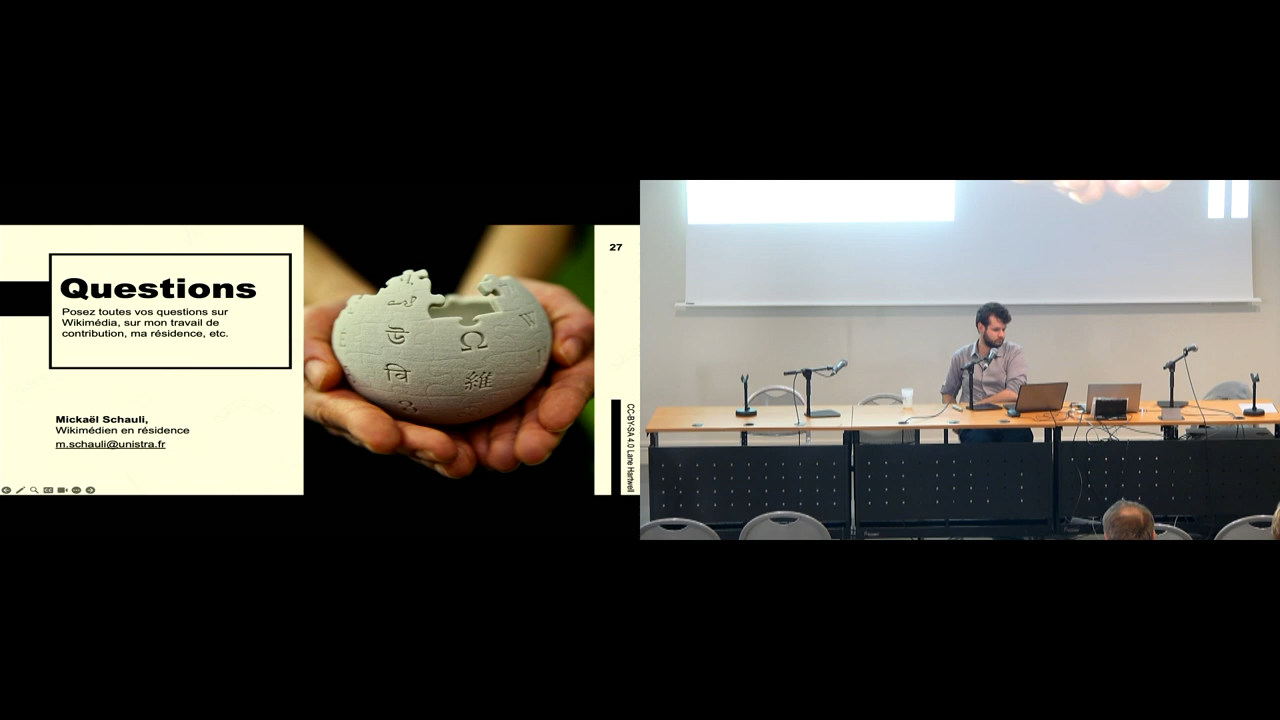 Questions
Posez toutes vos questions sur
Wikimédia, sur mon travail de
contribution, ma résidence, etc.
Mickaël Schauli,
Wikimédien en résidence
m.schauli@unistra.fr
27
CC-BY-SA 4.0 Lane Hartwell
Ω
W
वि
維
I